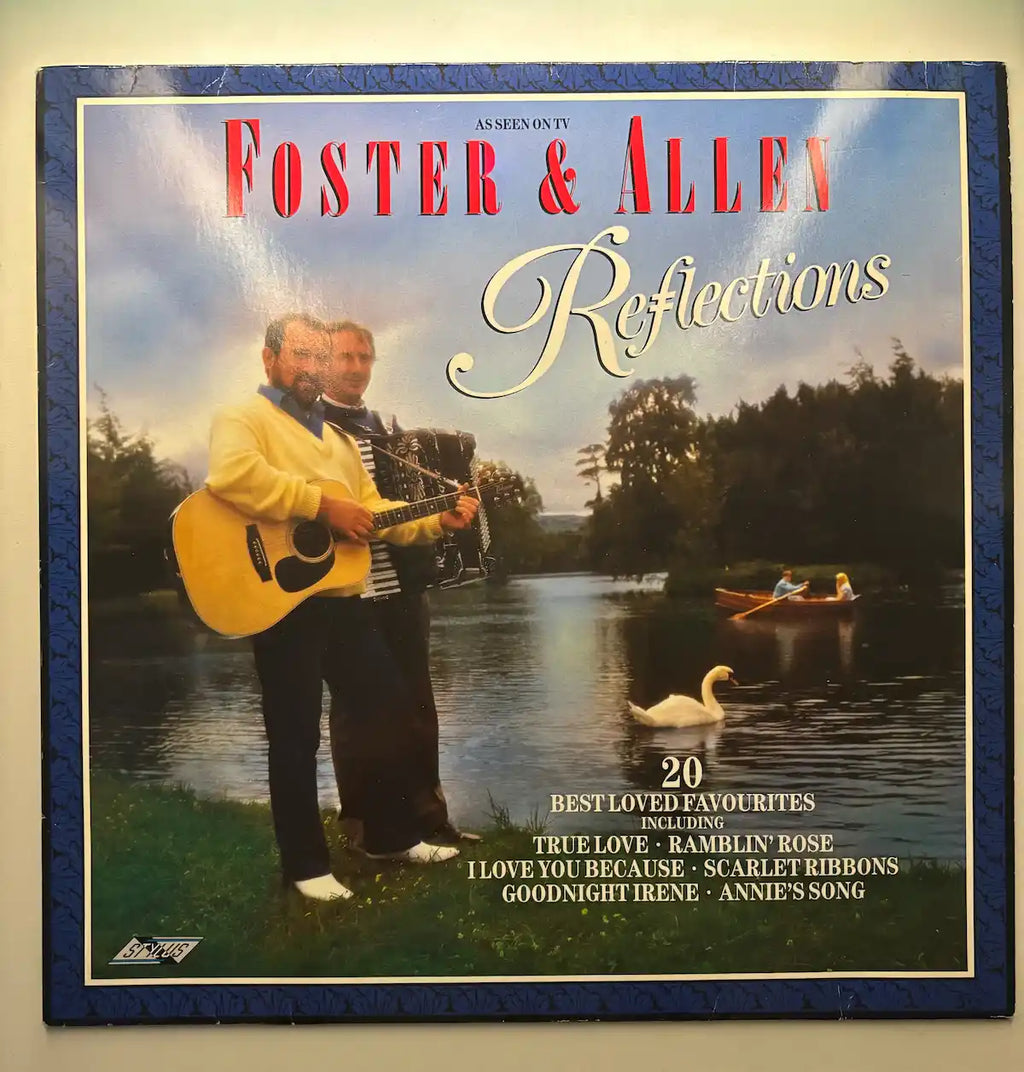 AS SEEN ON TV
FOSTER & ALLEN
Reflections
20
BEST LOVED FAVOURITES
INCLUDING
TRUE LOVE · RAMBLIN' ROSE
I LOVE YOU BECAUSE · SCARLET RIBBONS
GOODNIGHT IRENE · ANNIE'S SONG
STYLUS